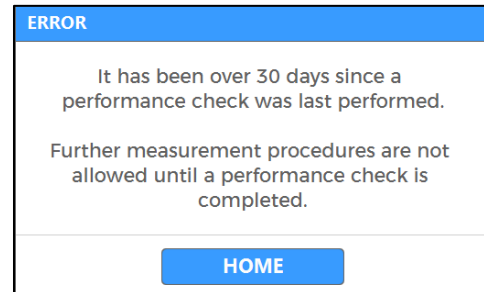 ERROR
It has been over 30 days since a
performance check was last performed.
Further measurement procedures are not
allowed until a performance check is
completed.
HOME